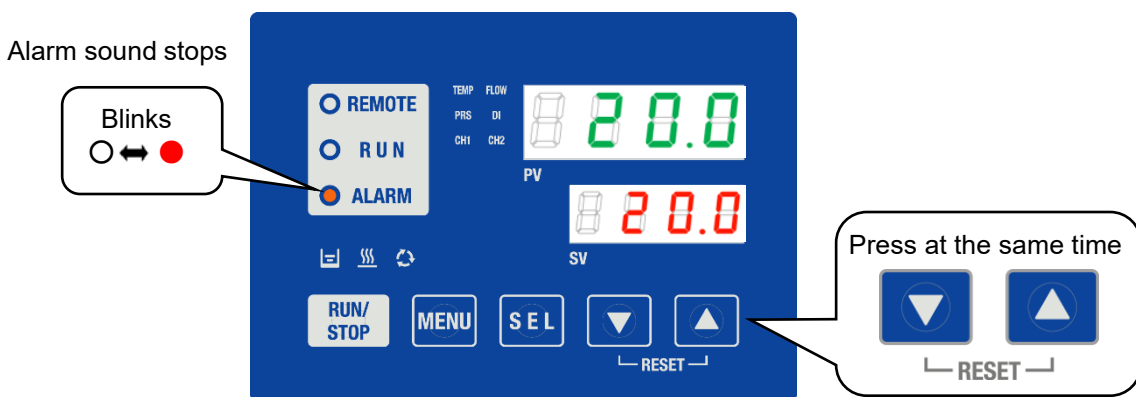 Alarm sound stops
Blinks
REMOTE
RUN
ALARM
TEMP FLOW
PRS DI
CH1 CH2
20.0
PV
20.0
SV
RUN/
STOP
MENU
SEL
RESET
Press at the same time
RESET